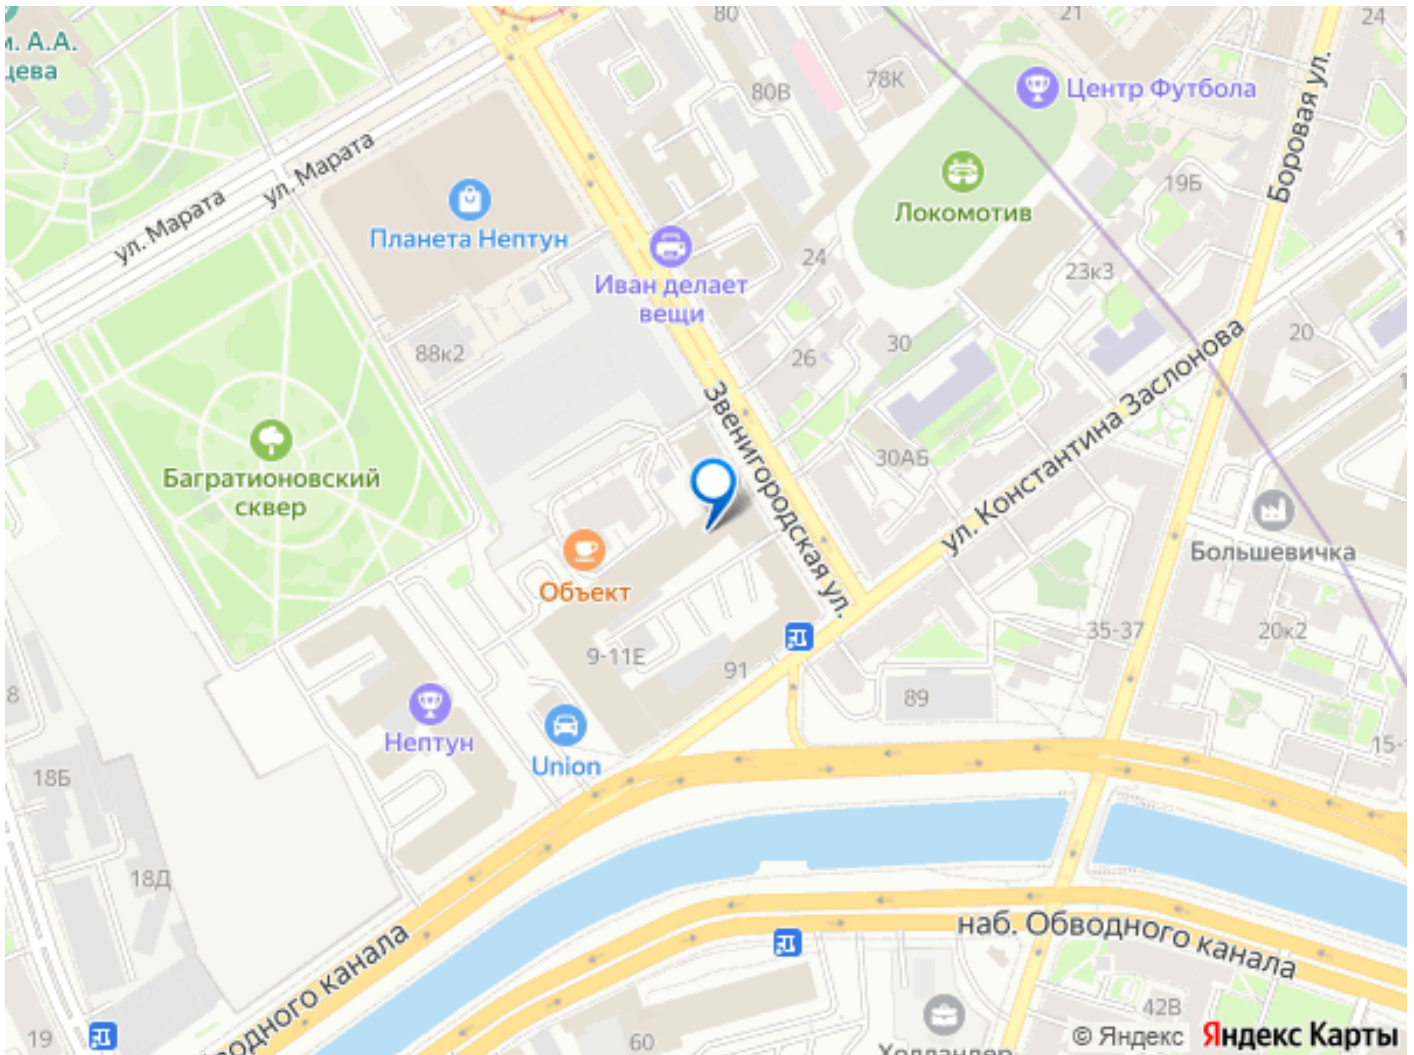 80
21
24
м. А.А.
цева
80В
78К
Центр Футбола
Боровая ул.
ул. Марата
ул. Марата
19Б
Планета Нептун
Локомотив
24
23к3
Иван делает
вещи
88к2
26
30
20
Звенигородская ул.
ул. Константина Заслонова
30АБ
Багратионовский
сквер
Большевичка
Объект
9-11Е
91
35-37
20к2
89
8
Нептун
Union
15-
18Б
18Д
наб. Обводного канала
водного канала
19
60
42В
Холландер
© Яндекс Яндекс Карты